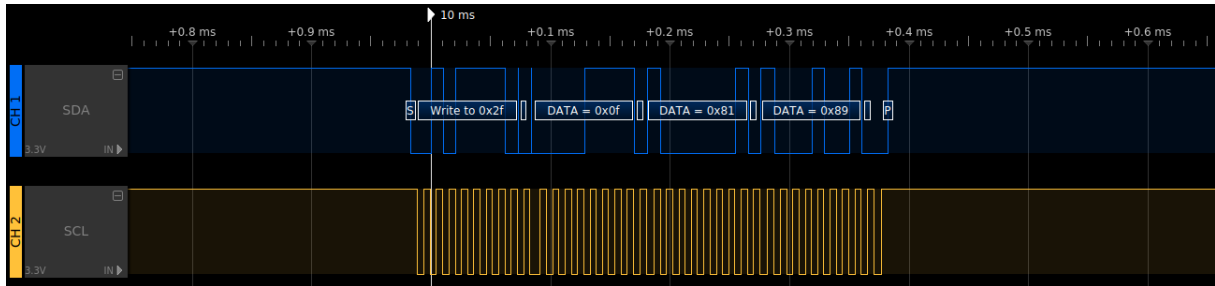 10 ms
+0.8 ms +0.9 ms +0.1 ms +0.2 ms +0.3 ms +0.4 ms +0.5 ms +0.6 ms
CH 1
SDA
S Write to 0x2f DATA = 0x0f DATA = 0x81 DATA = 0x89 P
3.3V IN
CH 2
SCL
3.3V IN